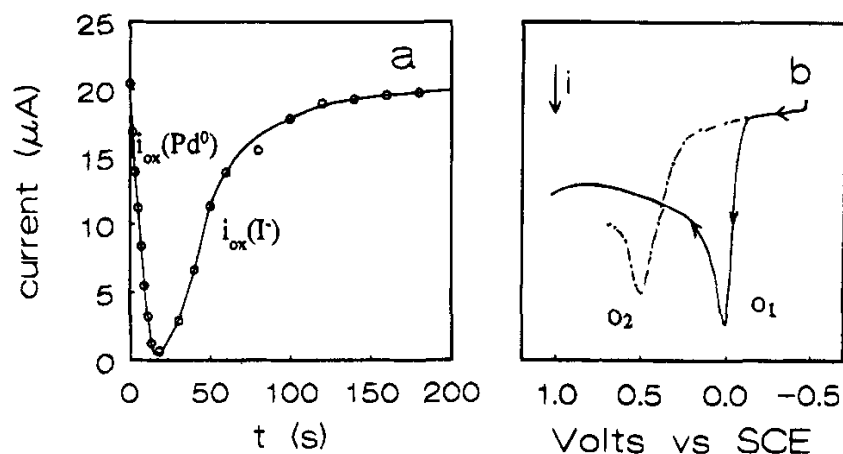 25
20
15
10
5
0
current (μA)
a
i_ox(Pd⁰)
i_ox(I⁻)
0 50 100 150 200
t (s)
b
i
O₂
O₁
1.0 0.5 0.0 −0.5
Volts vs SCE